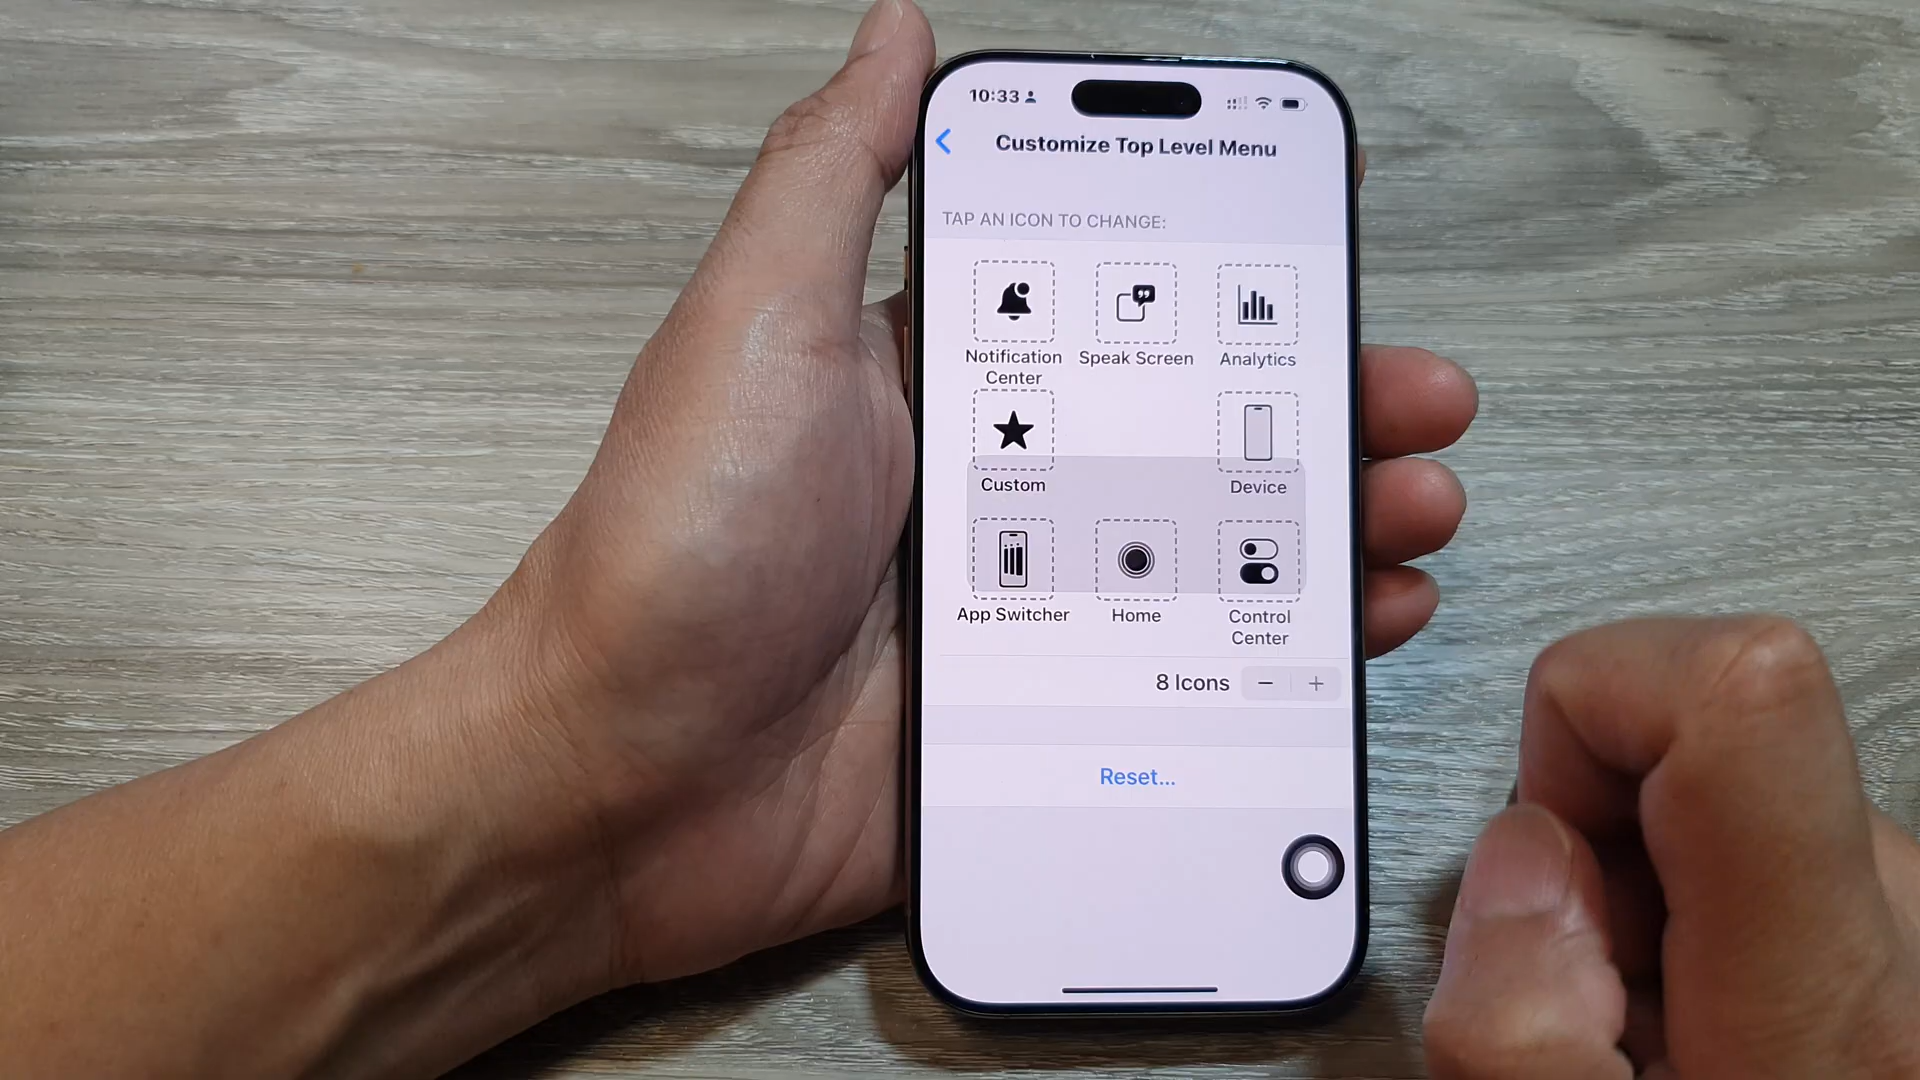 10:33
Customize Top Level Menu
TAP AN ICON TO CHANGE:
Notification Center
Speak Screen
Analytics
Custom
Device
App Switcher
Home
Control Center
8 Icons − +
Reset...